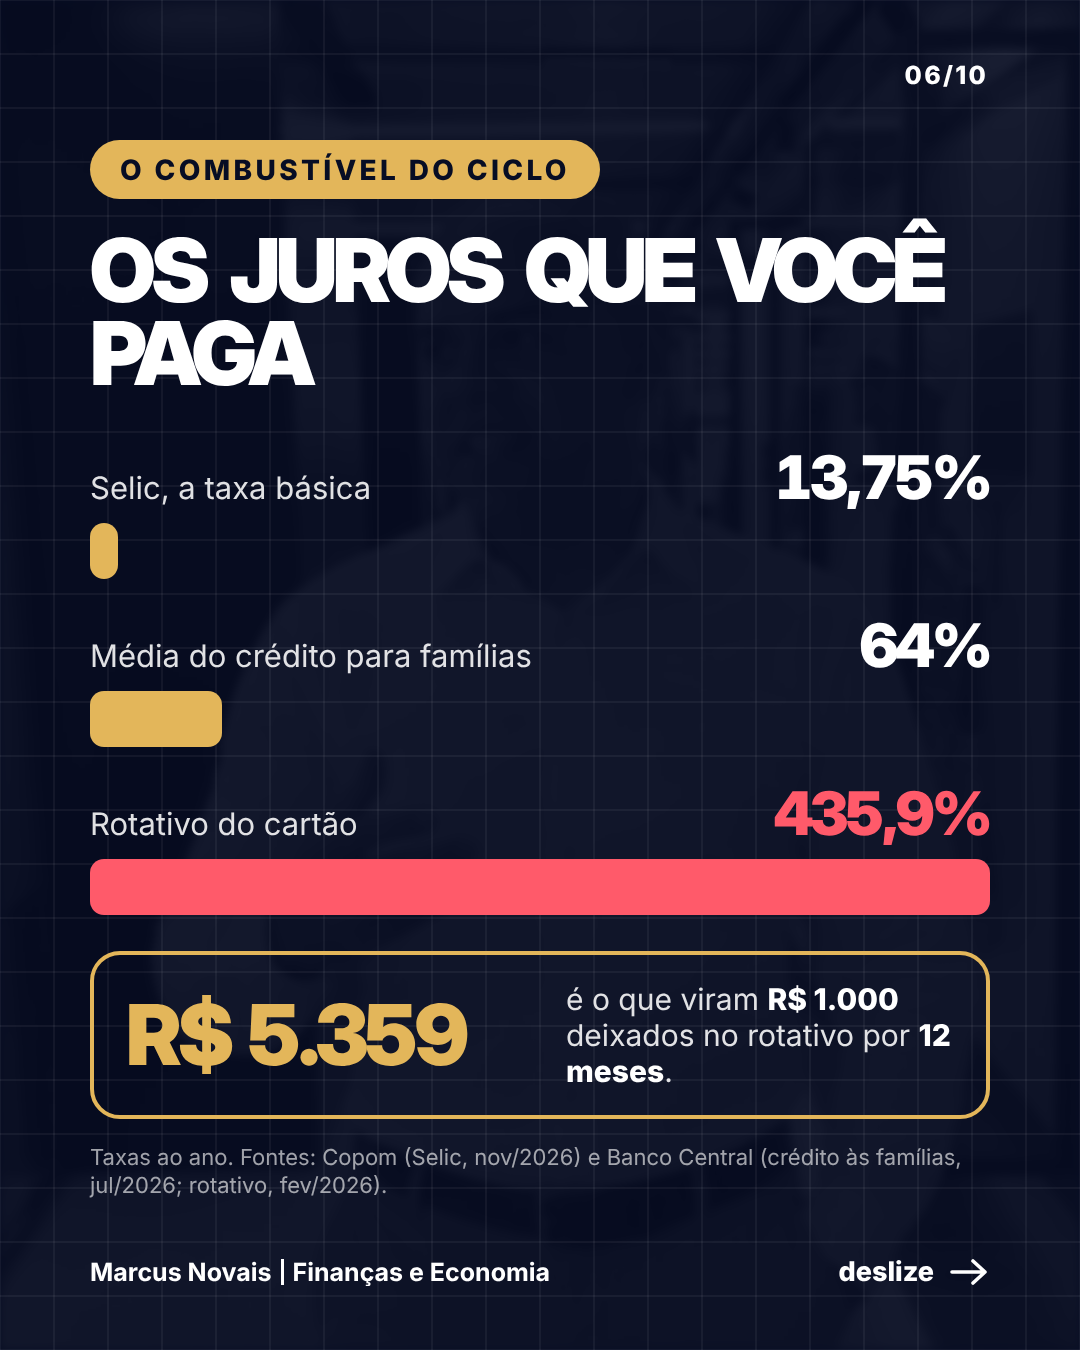 06/10
O COMBUSTÍVEL DO CICLO
OS JUROS QUE VOCÊ
PAGA
Selic, a taxa básica
13,75%
Média do crédito para famílias
64%
Rotativo do cartão
435,9%
R$ 5.359
é o que viram R$ 1.000
deixados no rotativo por 12
meses.
Taxas ao ano. Fontes: Copom (Selic, nov/2026) e Banco Central (crédito às famílias,
jul/2026; rotativo, fev/2026).
Marcus Novais | Finanças e Economia
deslize →